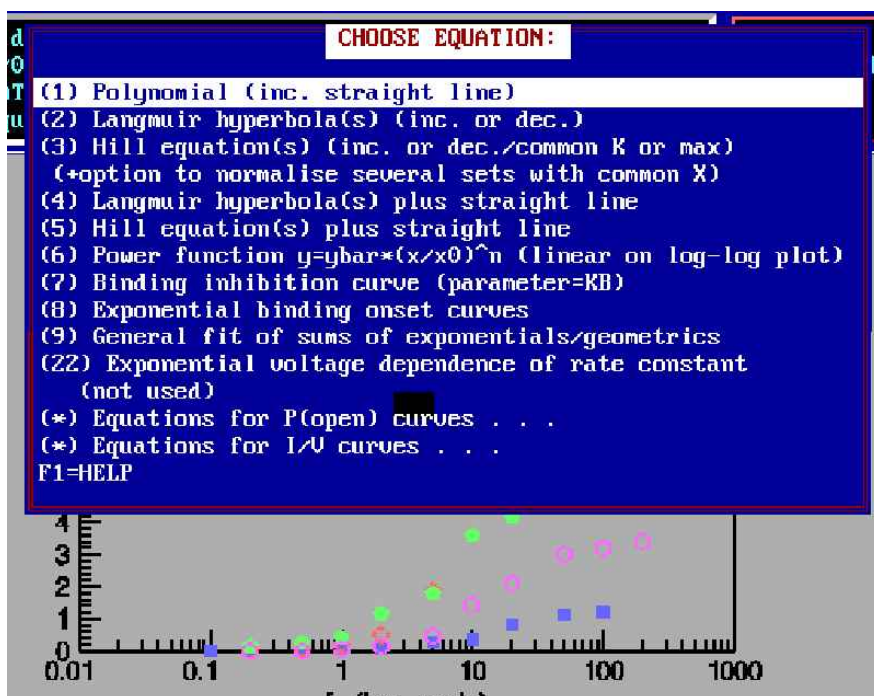 CHOOSE EQUATION:
d
0
T
u
(1) Polynomial (inc. straight line)
(2) Langmuir hyperbola(s) (inc. or dec.)
(3) Hill equation(s) (inc. or dec./common K or max)
(+option to normalise several sets with common X)
(4) Langmuir hyperbola(s) plus straight line
(5) Hill equation(s) plus straight line
(6) Power function y=ybar*(x/x0)^n (linear on log-log plot)
(7) Binding inhibition curve (parameter=KB)
(8) Exponential binding onset curves
(9) General fit of sums of exponentials/geometrics
(22) Exponential voltage dependence of rate constant
(not used)
(*) Equations for P(open) curves . . .
(*) Equations for I/V curves . . .
F1=HELP
4
3
2
1
0
0.01 0.1 1 10 100 1000